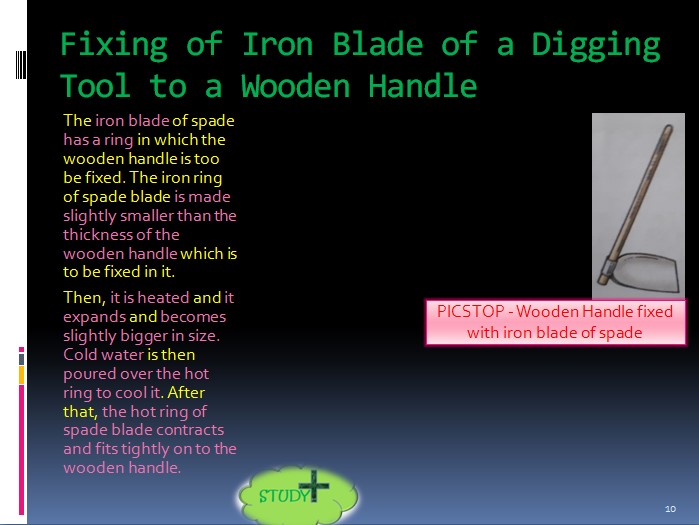 Fixing of Iron Blade of a Digging
Tool to a Wooden Handle
The iron blade of spade
has a ring in which the
wooden handle is too
be fixed. The iron ring
of spade blade is made
slightly smaller than the
thickness of the
wooden handle which is
to be fixed in it.
Then, it is heated and it
expands and becomes
slightly bigger in size.
Cold water is then
poured over the hot
ring to cool it. After
that, the hot ring of
spade blade contracts
and fits tightly on to the
wooden handle.
PICSTOP - Wooden Handle fixed
with iron blade of spade
STUDY+
10